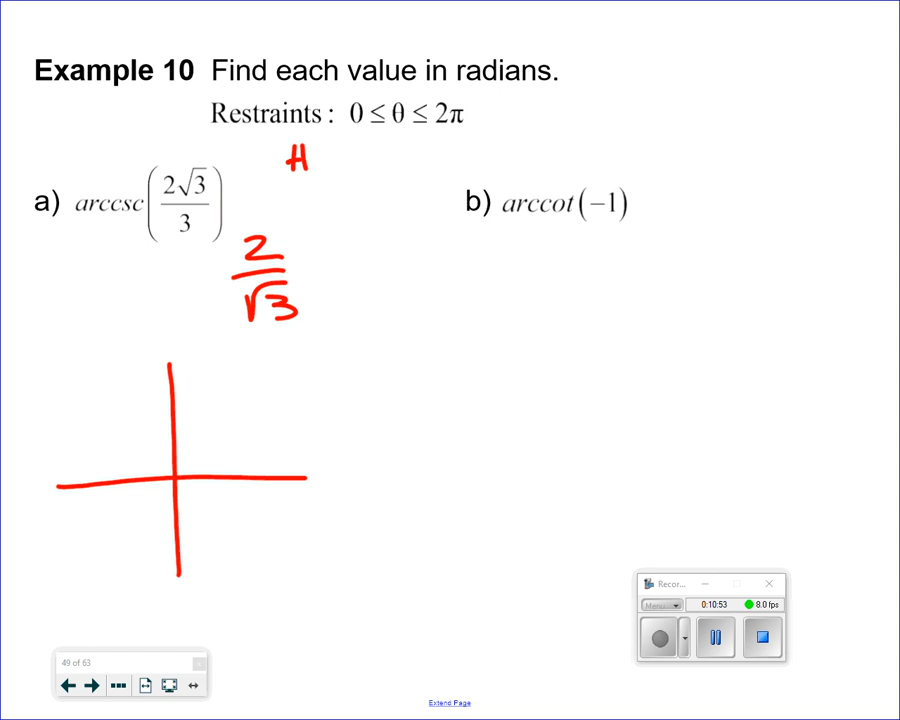 Example 10 Find each value in radians.
Restraints : 0 ≤ θ ≤ 2π
H
a) arccsc(2√3/3)
b) arccot(−1)
2/√3
Recor...
Menu
0:10:53
8.0 fps
49 of 63
Extend Page